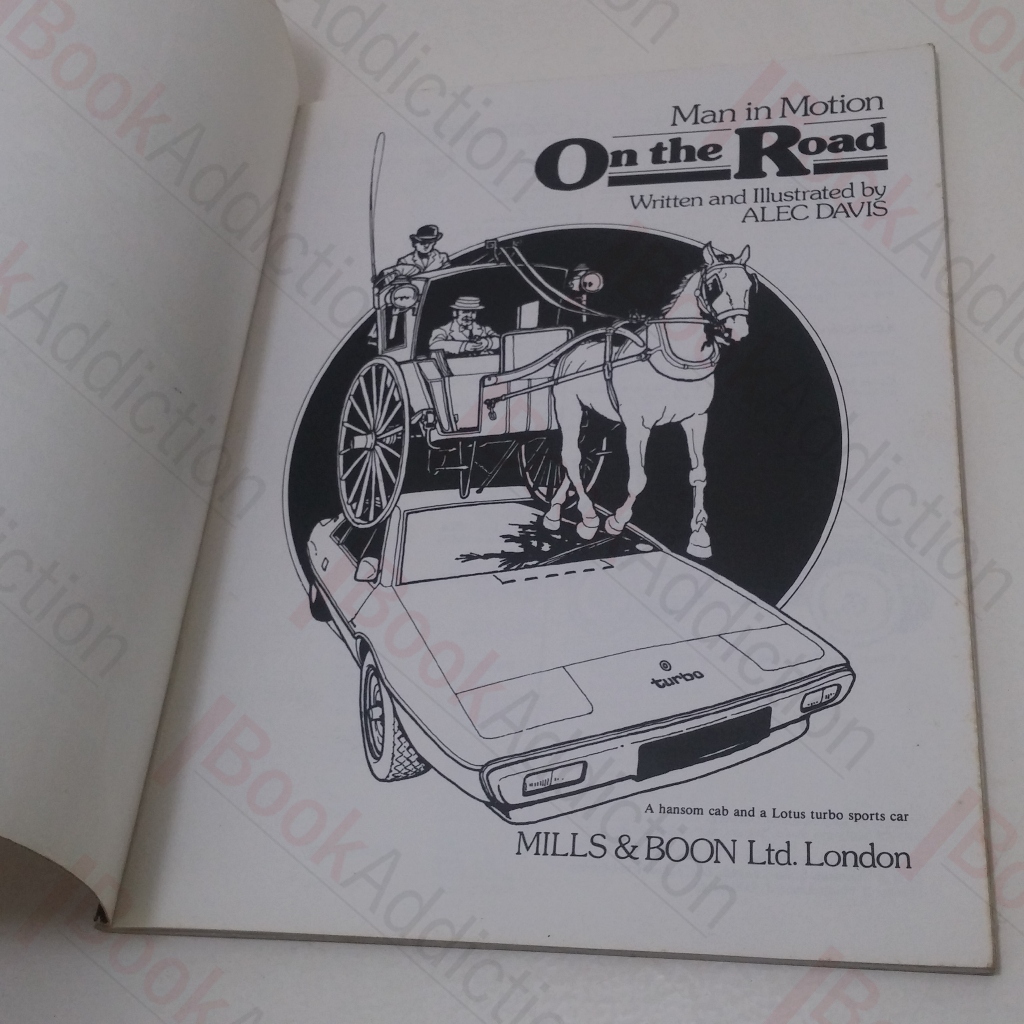 Man in Motion
On the Road
Written and Illustrated by
ALEC DAVIS
turbo
A hansom cab and a Lotus turbo sports car
MILLS & BOON Ltd. London
BookAddiction